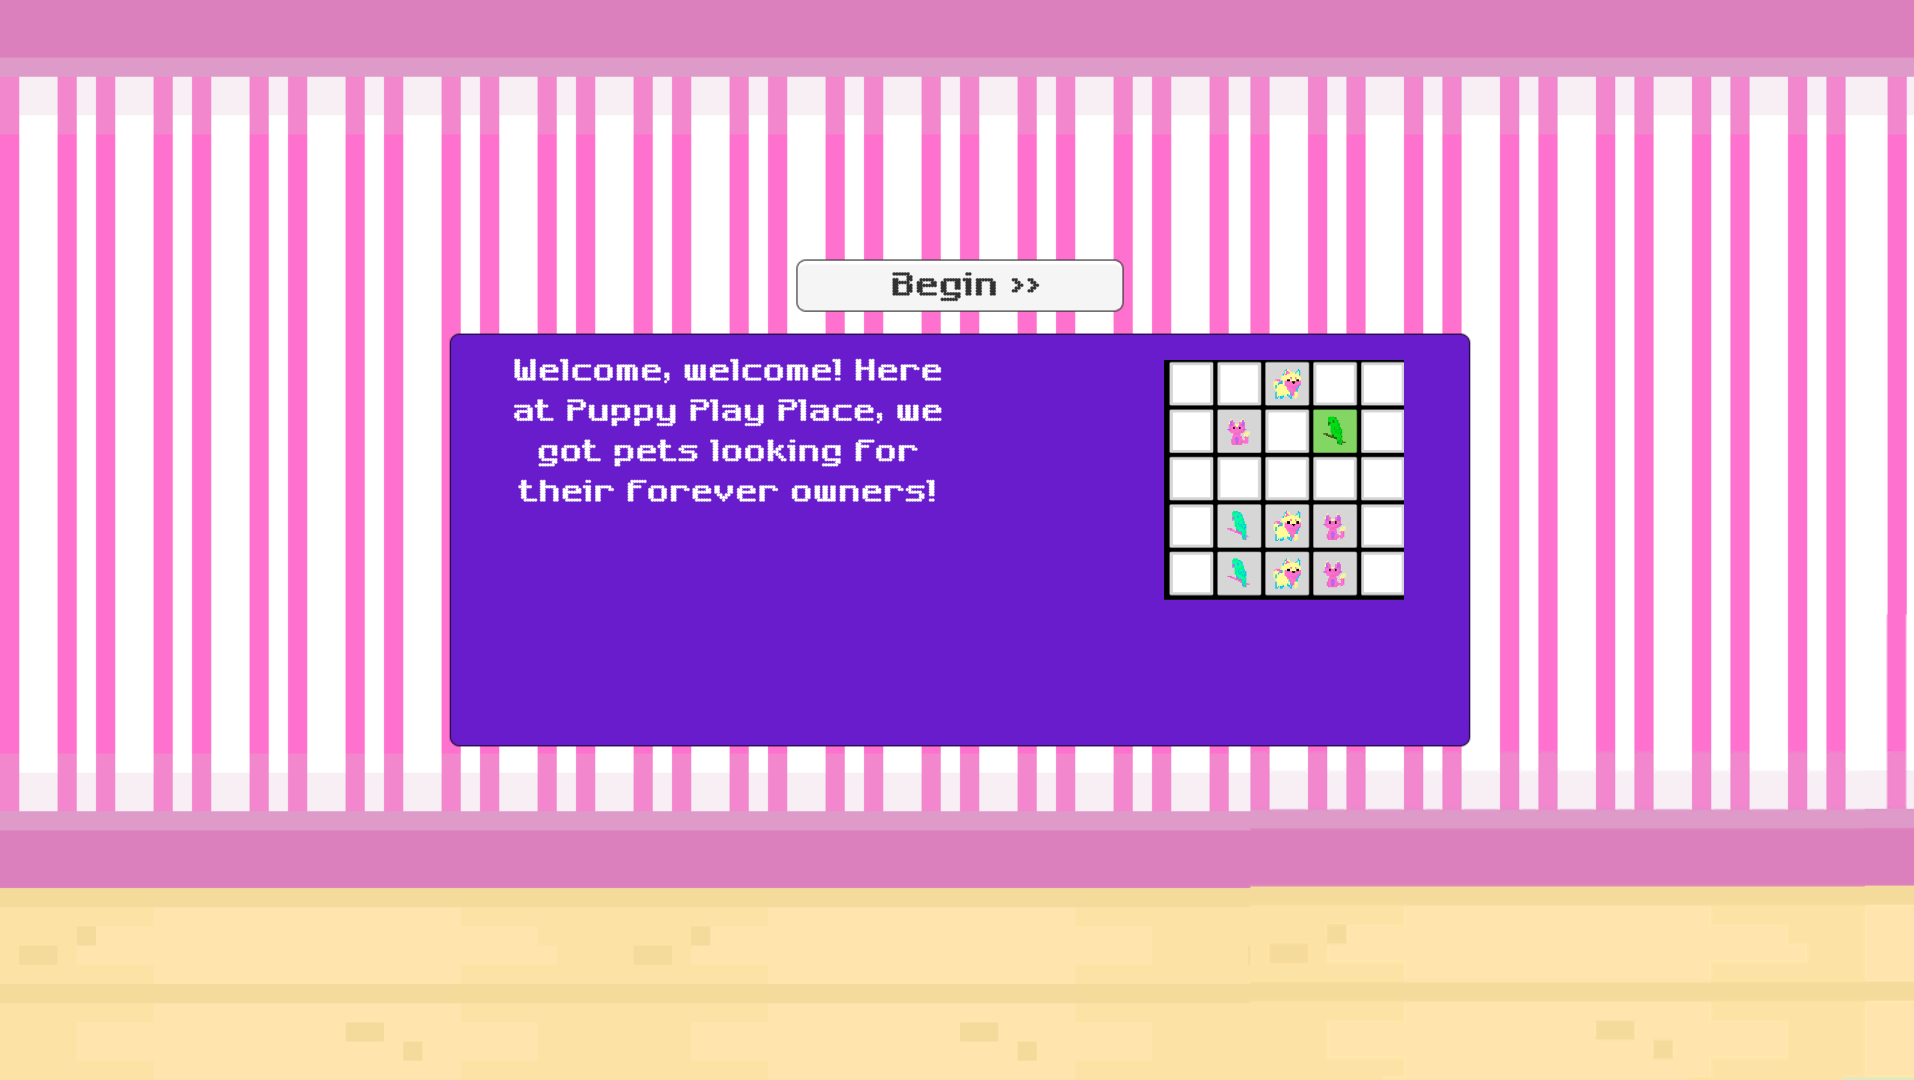 Begin >>
Welcome, welcome! Here
at Puppy Play Place, we
got pets looking for
their forever owners!